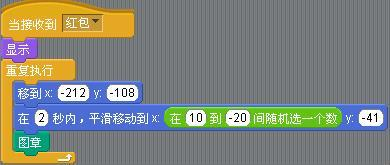 当接收到 红包
显示
重复执行
移到 x: -212 y: -108
在 2 秒内，平滑移动到 x: 在 10 到 -20 间随机选一个数 y: -41
图章